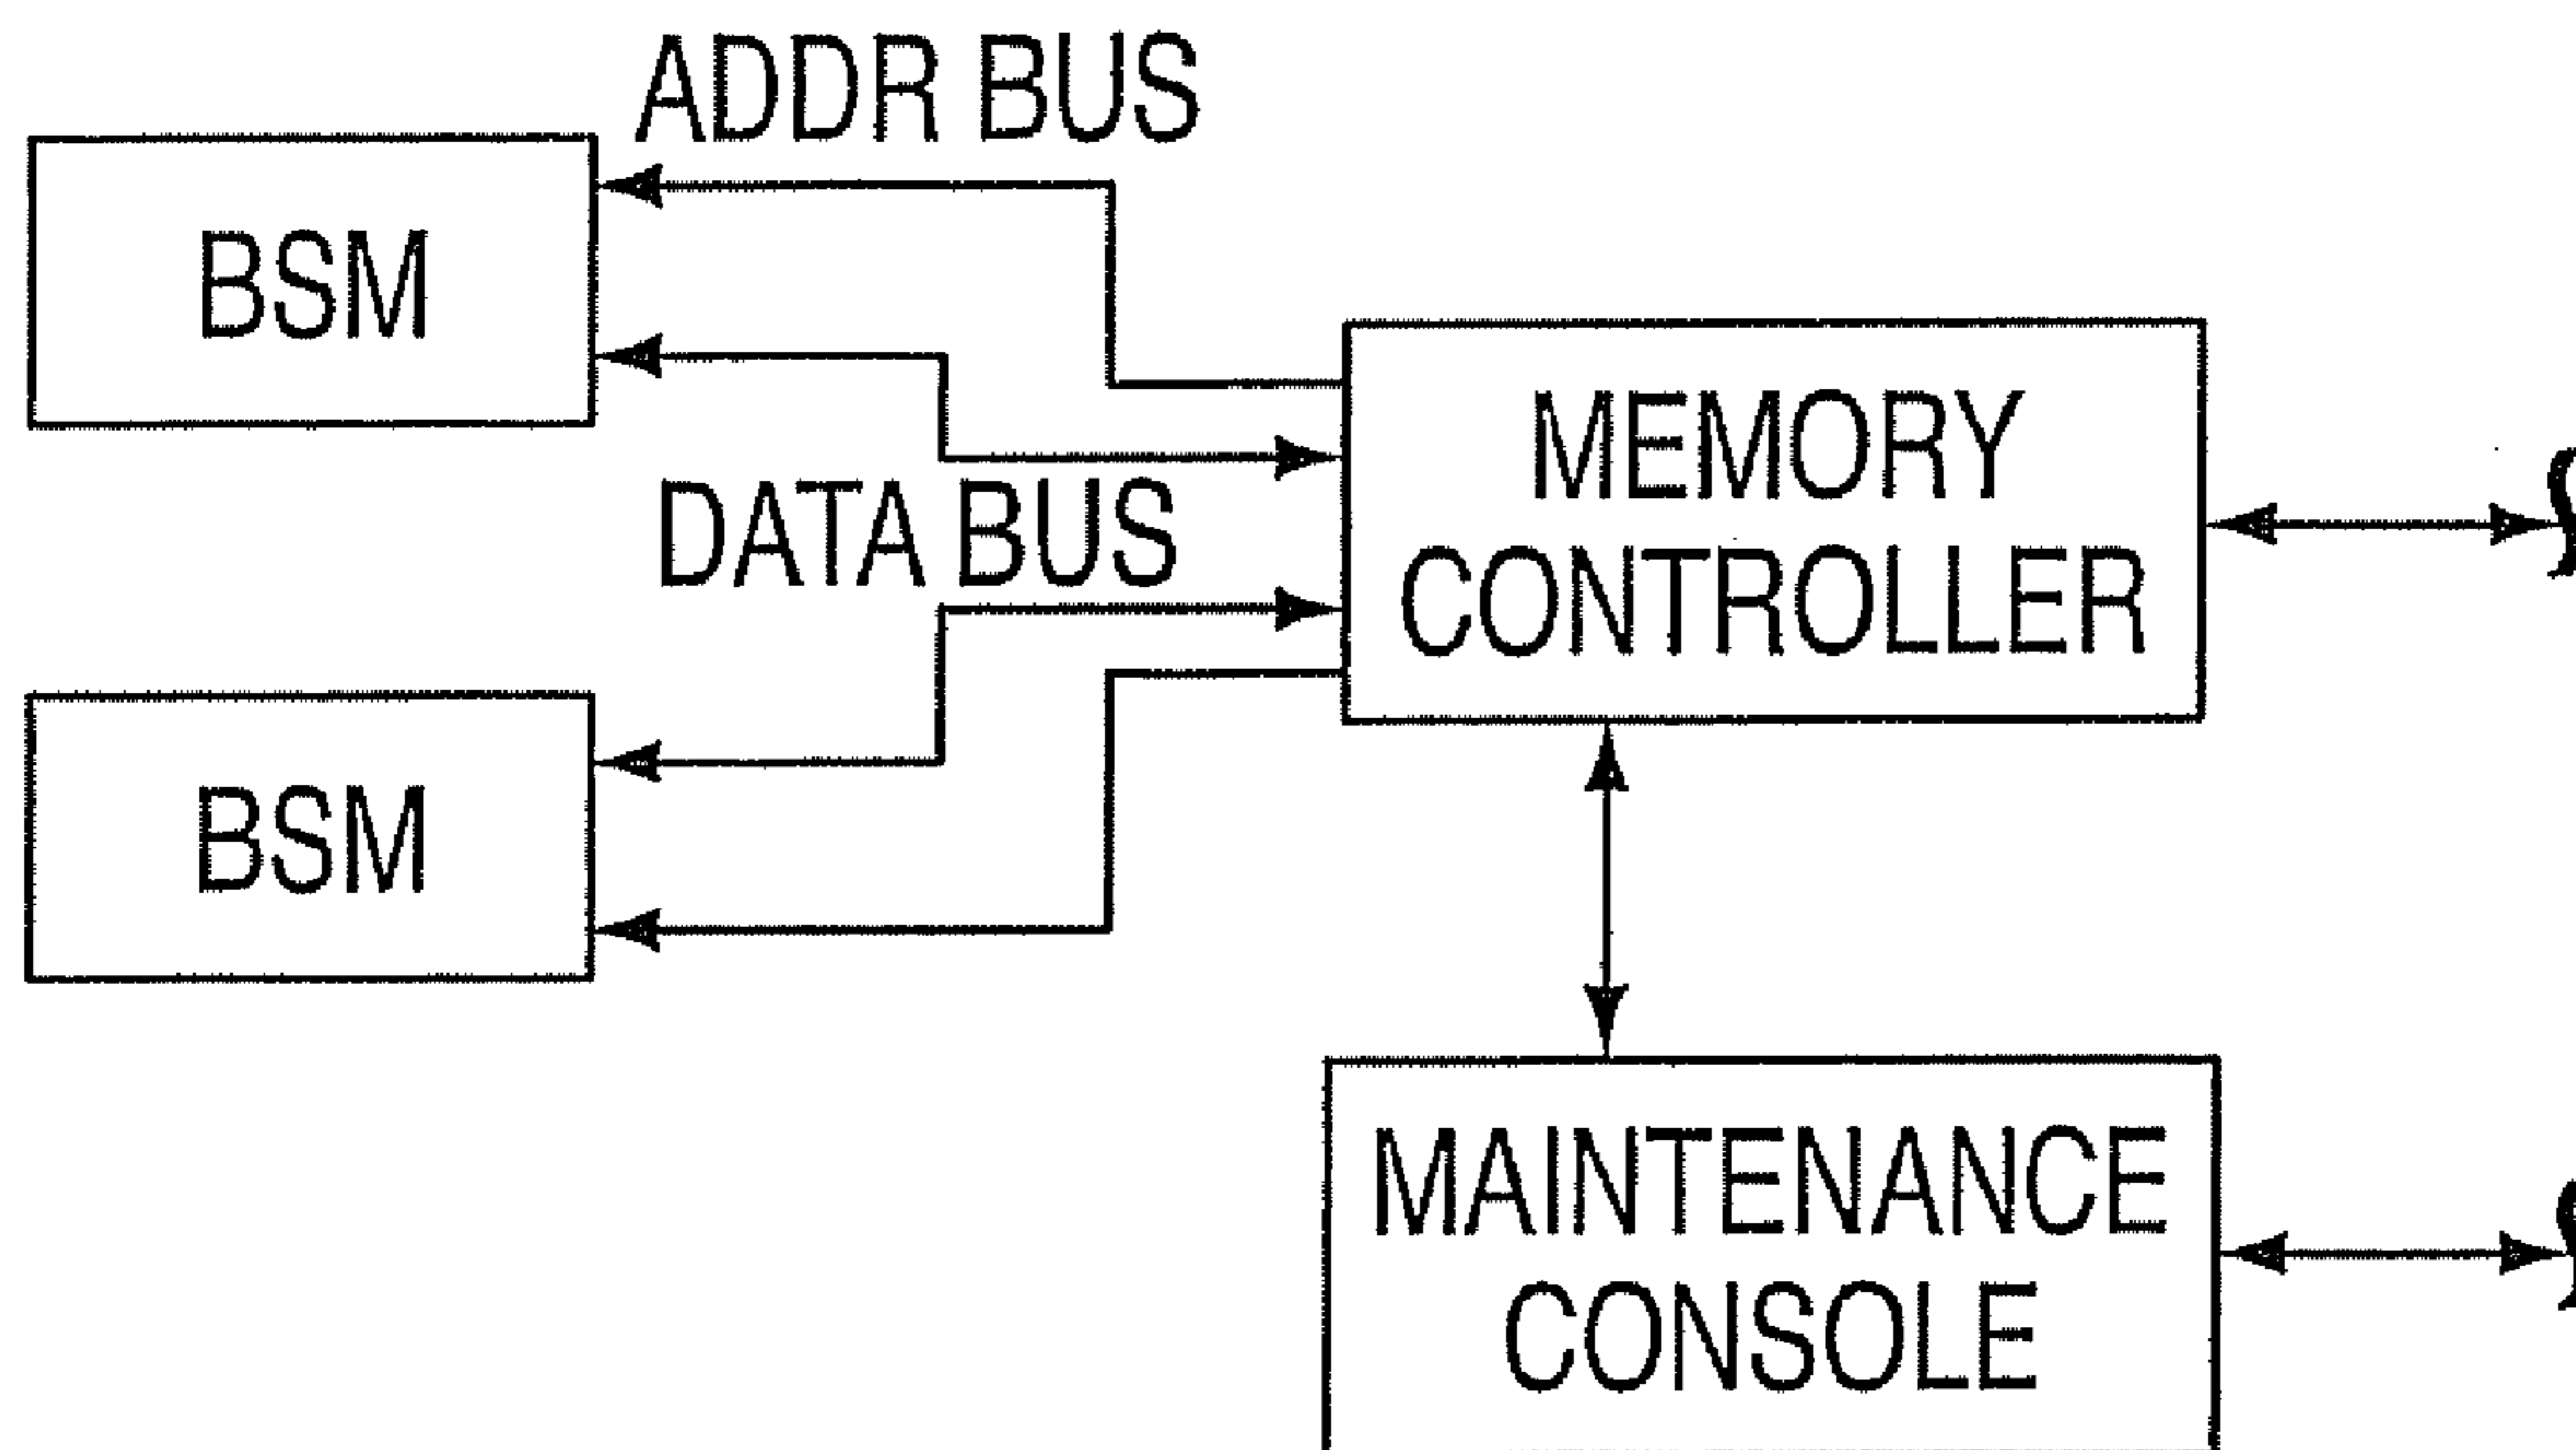 ADDR BUS
BSM
DATA BUS
MEMORY
CONTROLLER
BSM
MAINTENANCE
CONSOLE